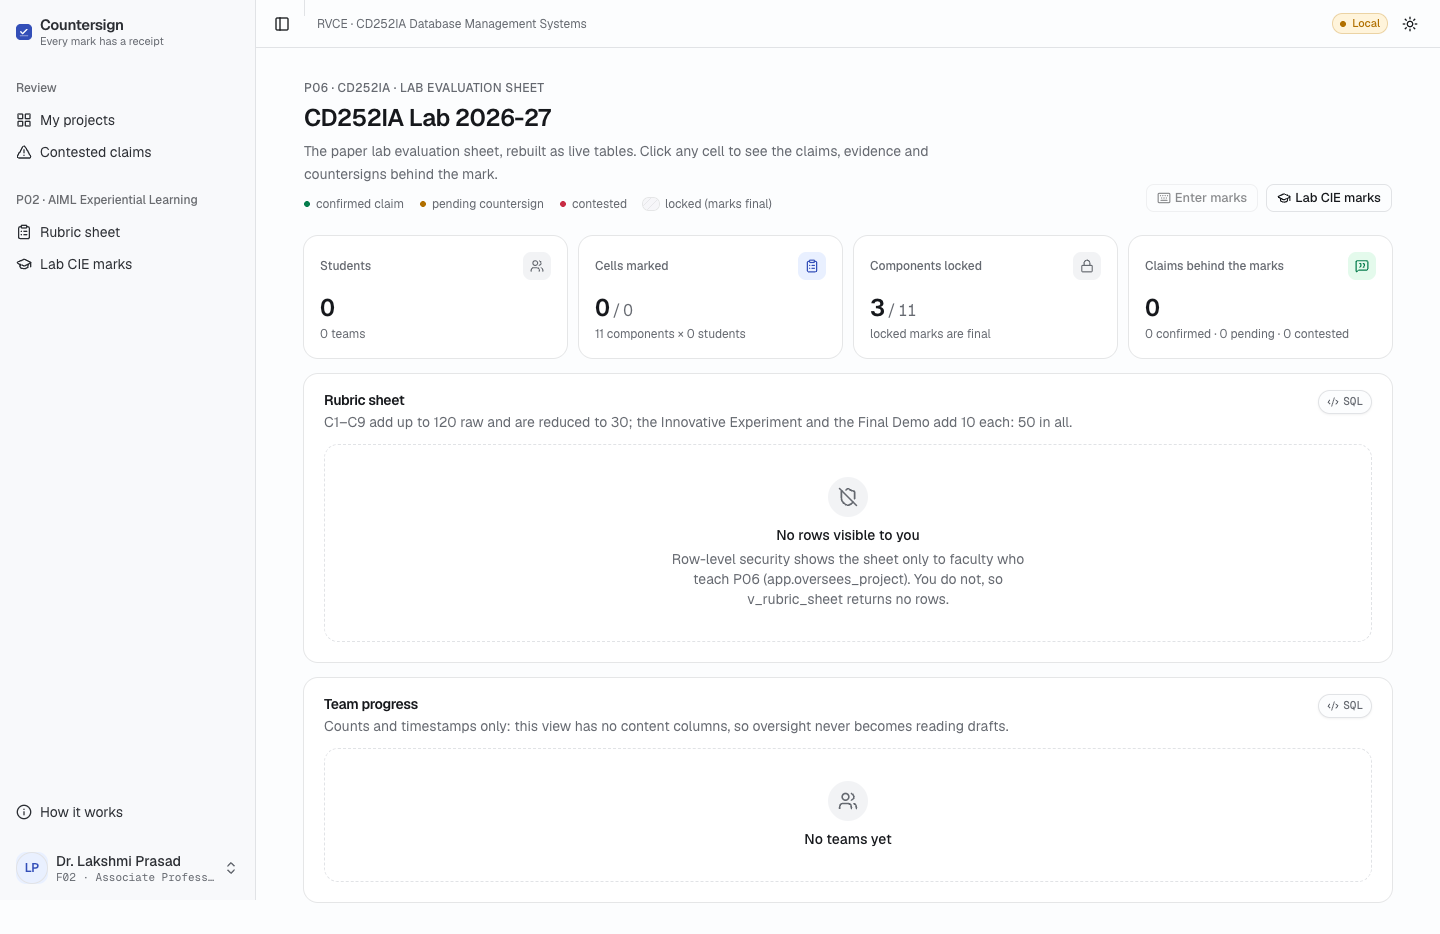 Countersign
Every mark has a receipt
Review
My projects
Contested claims
P02 · AIML Experiential Learning
Rubric sheet
Lab CIE marks
How it works
LP
Dr. Lakshmi Prasad
F02 · Associate Profess…
RVCE · CD252IA Database Management Systems
Local
P06 · CD252IA · LAB EVALUATION SHEET
CD252IA Lab 2026-27
The paper lab evaluation sheet, rebuilt as live tables. Click any cell to see the claims, evidence and
countersigns behind the mark.
confirmed claim
pending countersign
contested
locked (marks final)
Enter marks
Lab CIE marks
Students
0
0 teams
Cells marked
0 / 0
11 components × 0 students
Components locked
3 / 11
locked marks are final
Claims behind the marks
0
0 confirmed · 0 pending · 0 contested
Rubric sheet
SQL
C1–C9 add up to 120 raw and are reduced to 30; the Innovative Experiment and the Final Demo add 10 each: 50 in all.
No rows visible to you
Row-level security shows the sheet only to faculty who
teach P06 (app.oversees_project). You do not, so
v_rubric_sheet returns no rows.
Team progress
SQL
Counts and timestamps only: this view has no content columns, so oversight never becomes reading drafts.
No teams yet